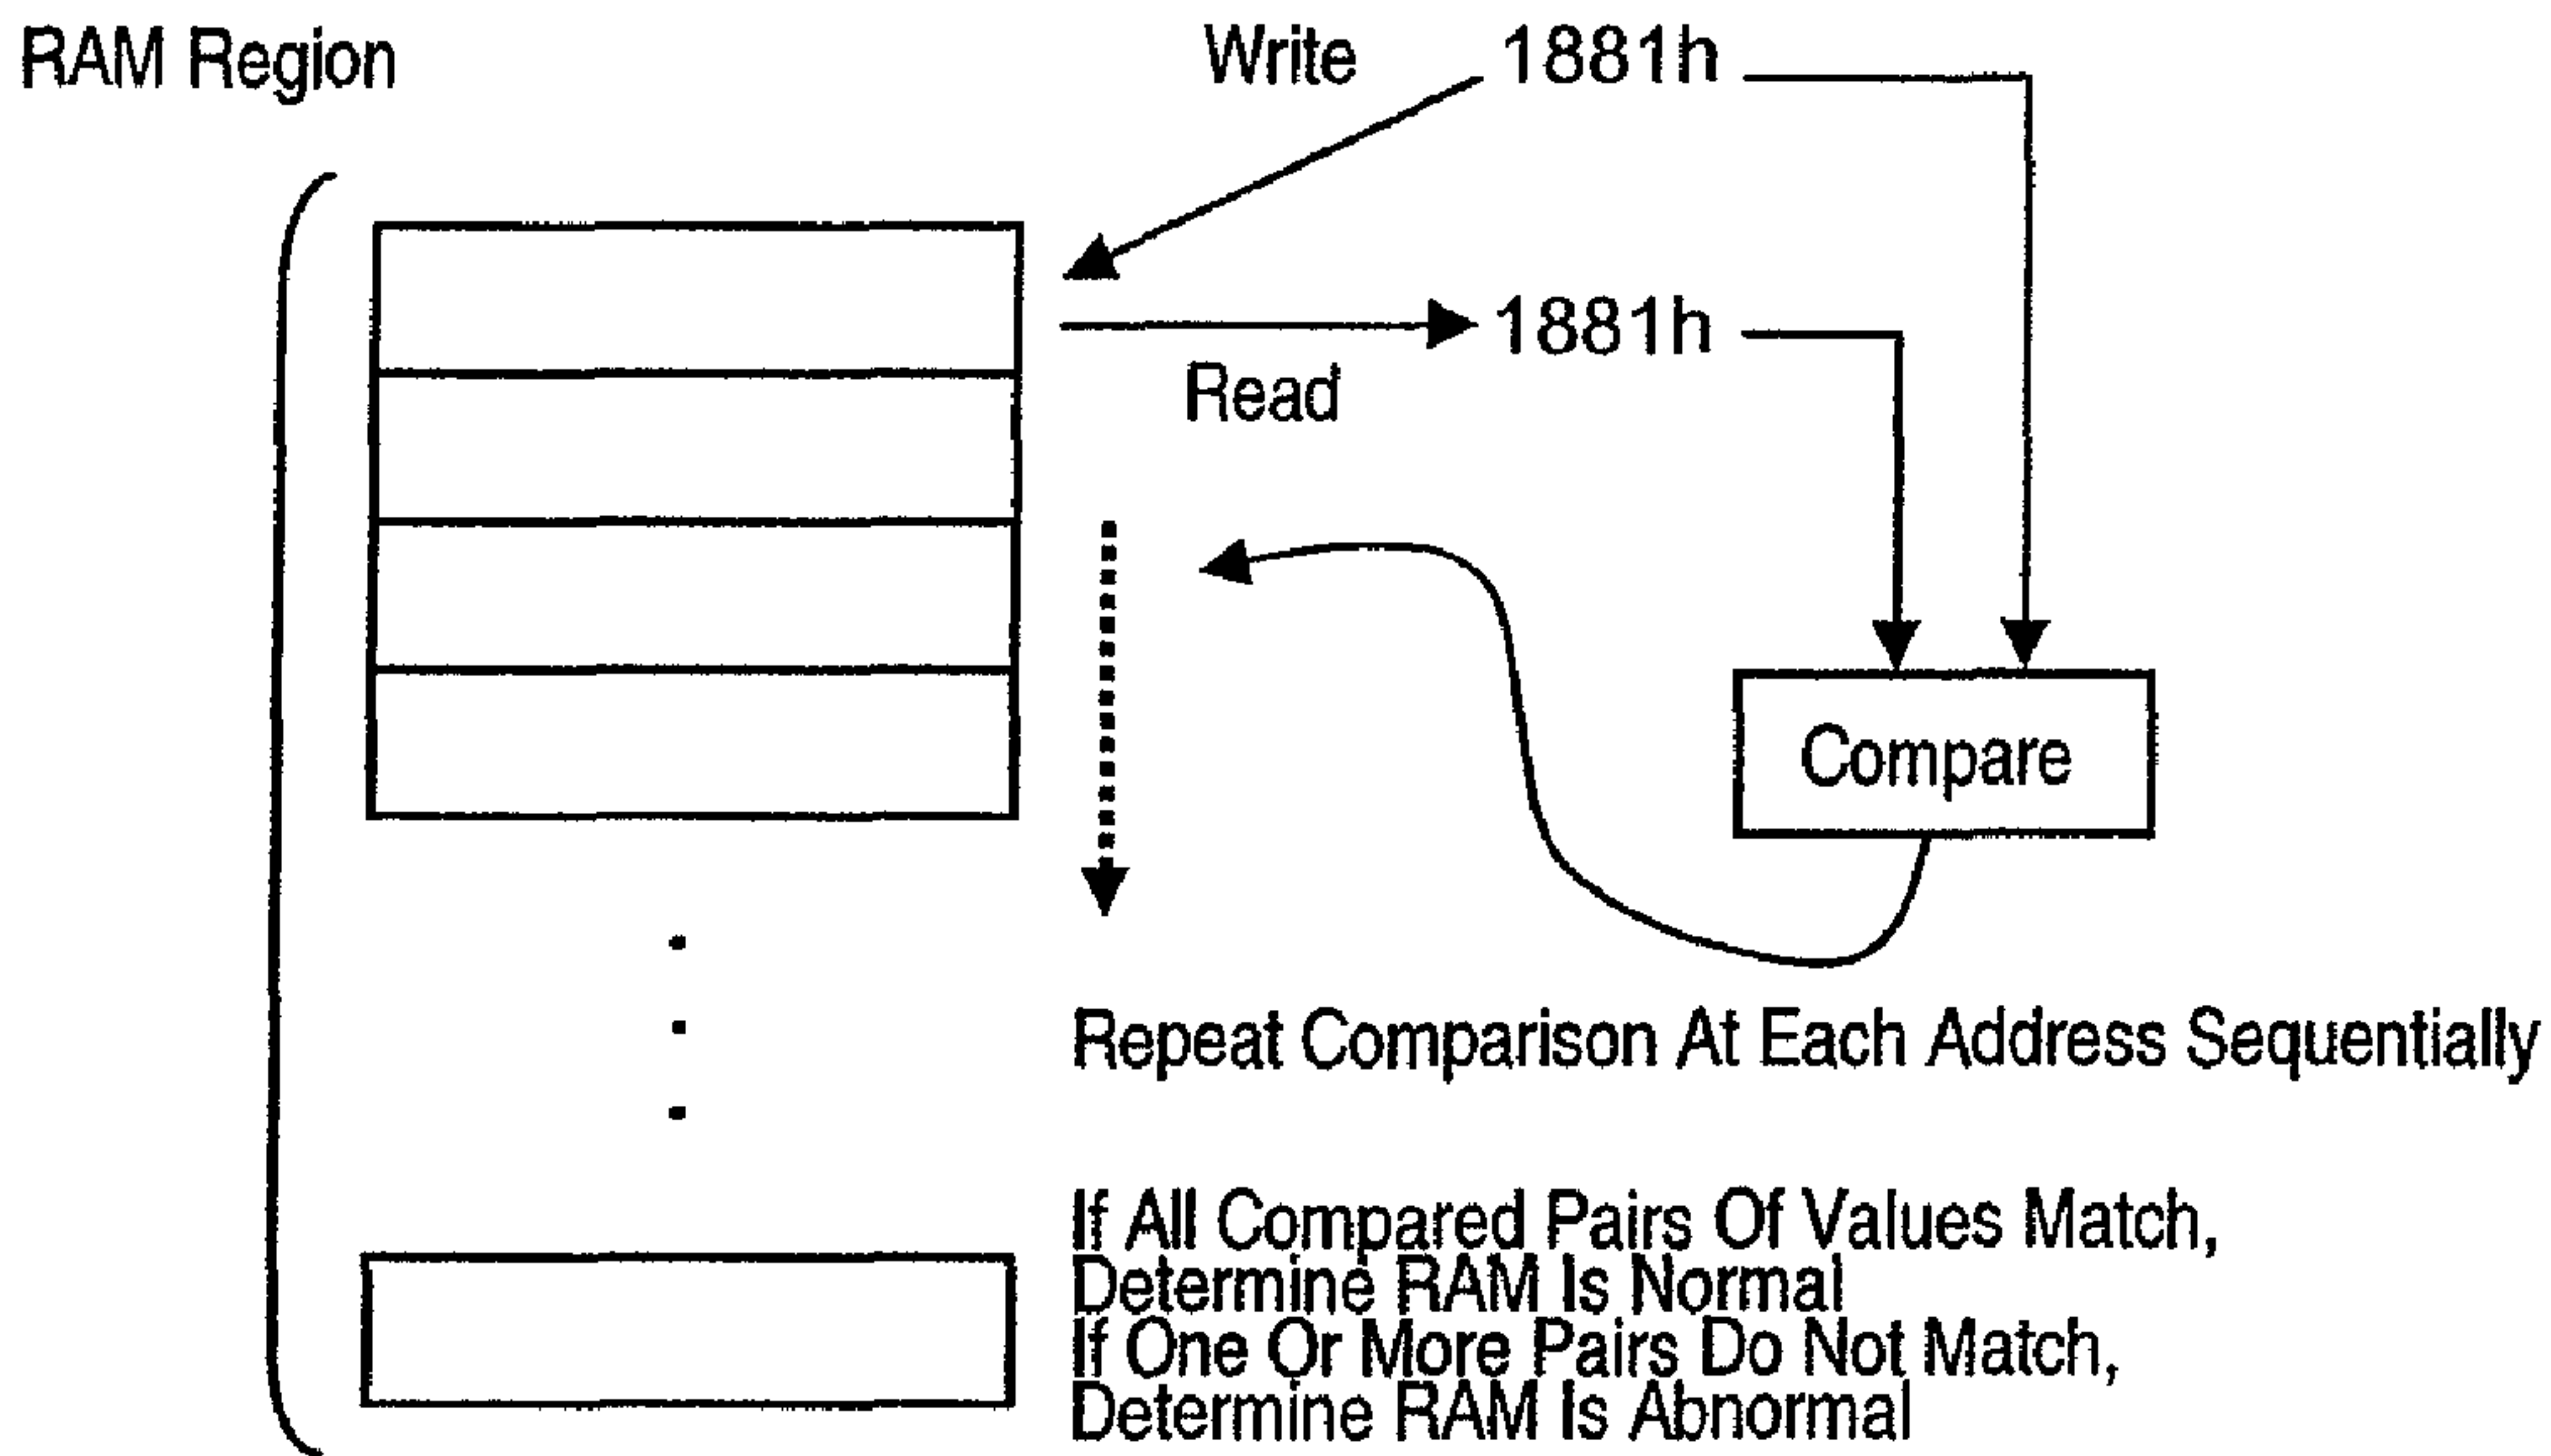 RAM Region
Write
1881h
1881h
Read
Compare
Repeat Comparison At Each Address Sequentially
If All Compared Pairs Of Values Match,
Determine RAM Is Normal
If One Or More Pairs Do Not Match,
Determine RAM Is Abnormal